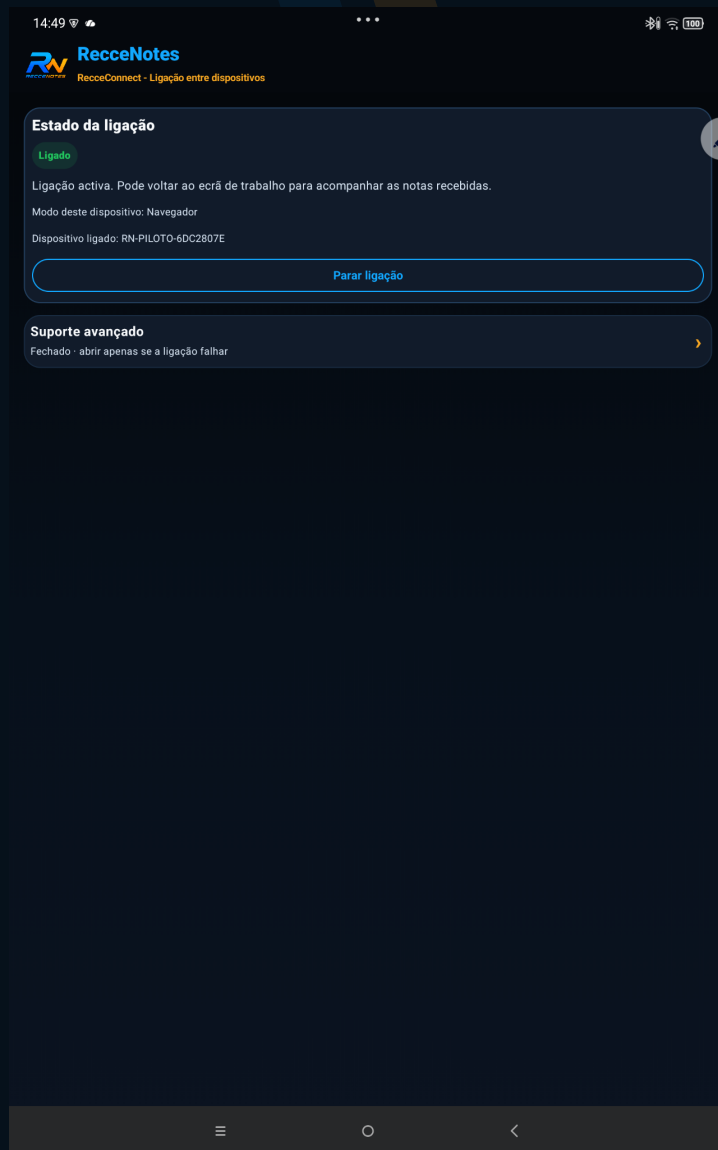 14:49
100
RecceNotes
RECCENOTES
RecceConnect - Ligação entre dispositivos
Estado da ligação
Ligado
Ligação activa. Pode voltar ao ecrã de trabalho para acompanhar as notas recebidas.
Modo deste dispositivo: Navegador
Dispositivo ligado: RN-PILOTO-6DC2807E
Parar ligação
Suporte avançado
Fechado · abrir apenas se a ligação falhar